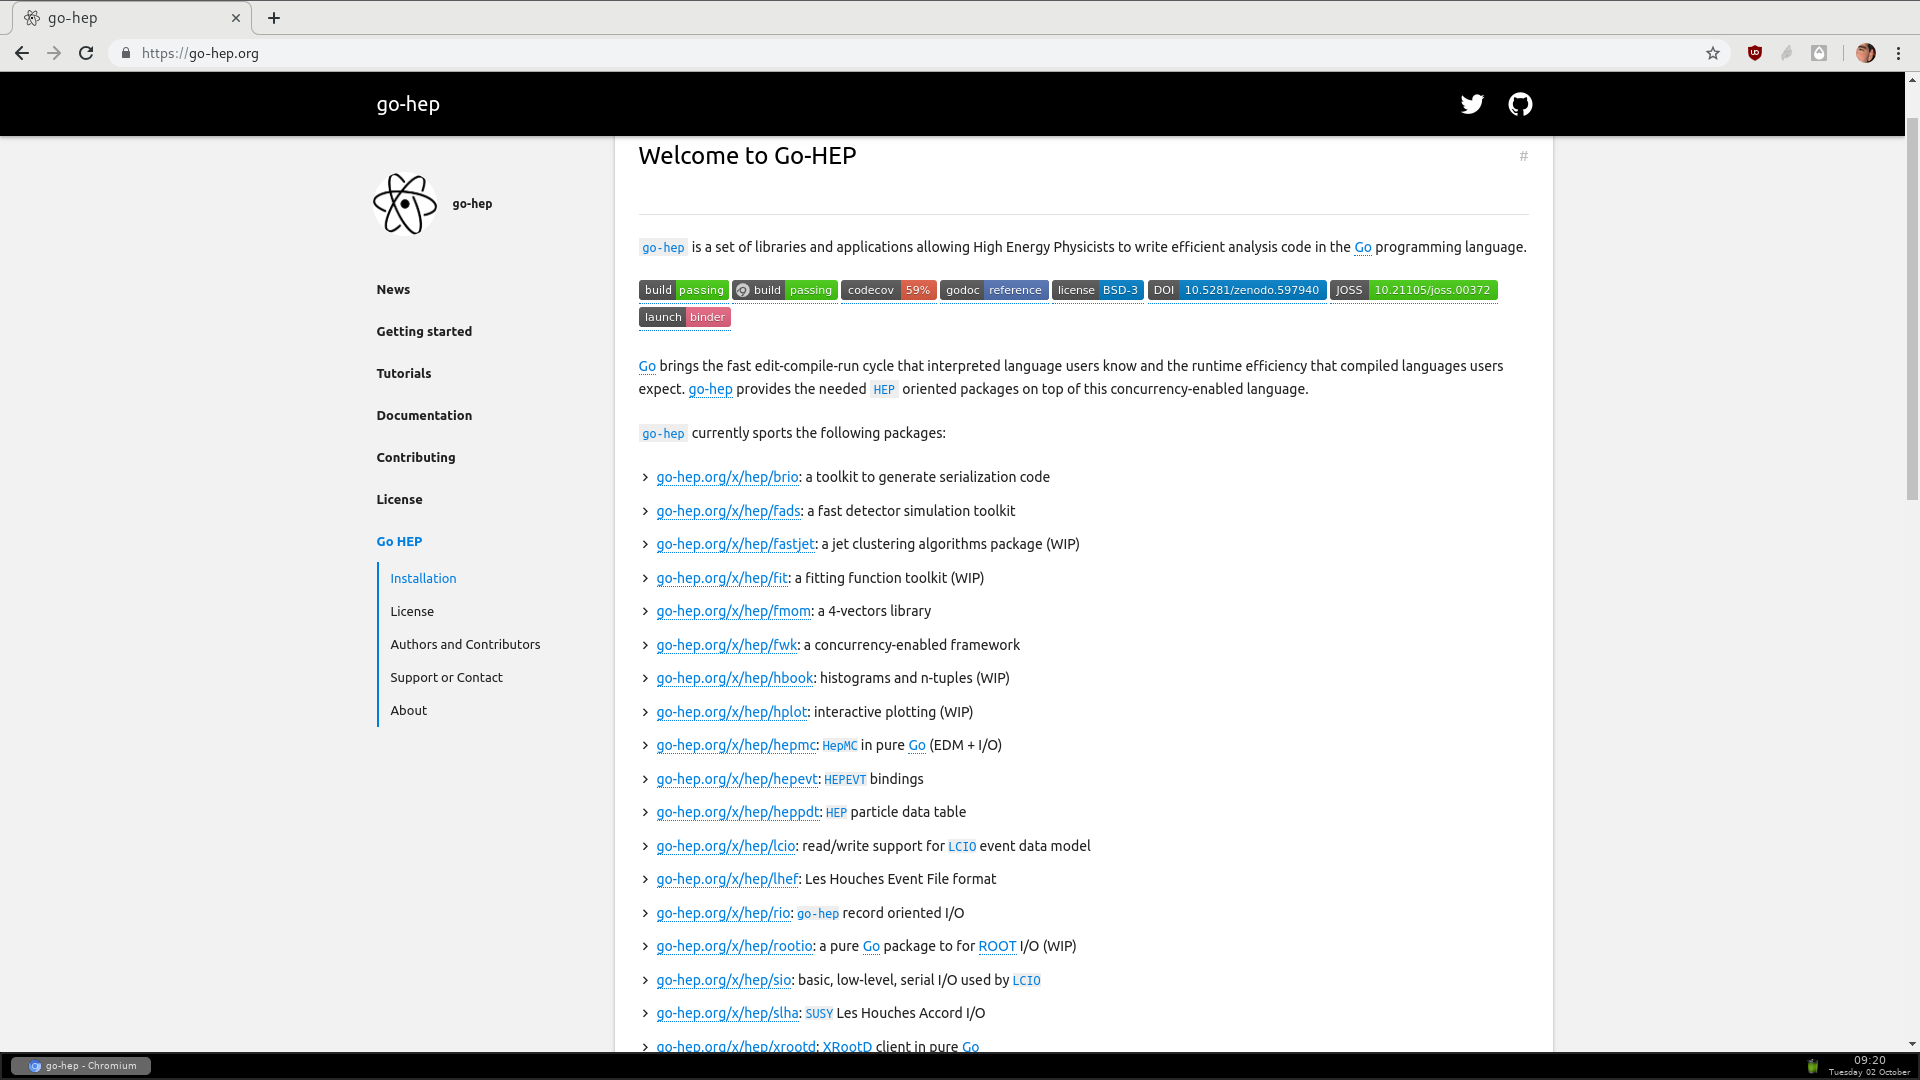 go-hep
https://go-hep.org
go-hep
go-hep
News
Getting started
Tutorials
Documentation
Contributing
License
Go HEP
Installation
License
Authors and Contributors
Support or Contact
About
Welcome to Go-HEP
#
go-hep is a set of libraries and applications allowing High Energy Physicists to write efficient analysis code in the Go programming language.
build passing build passing codecov 59% godoc reference license BSD-3 DOI 10.5281/zenodo.597940 JOSS 10.21105/joss.00372
launch binder
Go brings the fast edit-compile-run cycle that interpreted language users know and the runtime efficiency that compiled languages users
expect. go-hep provides the needed HEP oriented packages on top of this concurrency-enabled language.
go-hep currently sports the following packages:
go-hep.org/x/hep/brio: a toolkit to generate serialization code
go-hep.org/x/hep/fads: a fast detector simulation toolkit
go-hep.org/x/hep/fastjet: a jet clustering algorithms package (WIP)
go-hep.org/x/hep/fit: a fitting function toolkit (WIP)
go-hep.org/x/hep/fmom: a 4-vectors library
go-hep.org/x/hep/fwk: a concurrency-enabled framework
go-hep.org/x/hep/hbook: histograms and n-tuples (WIP)
go-hep.org/x/hep/hplot: interactive plotting (WIP)
go-hep.org/x/hep/hepmc: HepMC in pure Go (EDM + I/O)
go-hep.org/x/hep/hepevt: HEPEVT bindings
go-hep.org/x/hep/heppdt: HEP particle data table
go-hep.org/x/hep/lcio: read/write support for LCIO event data model
go-hep.org/x/hep/lhef: Les Houches Event File format
go-hep.org/x/hep/rio: go-hep record oriented I/O
go-hep.org/x/hep/rootio: a pure Go package to for ROOT I/O (WIP)
go-hep.org/x/hep/sio: basic, low-level, serial I/O used by LCIO
go-hep.org/x/hep/slha: SUSY Les Houches Accord I/O
go-hep.org/x/hep/xrootd: XRootD client in pure Go
go-hep - Chromium
09:20
Tuesday 02 October